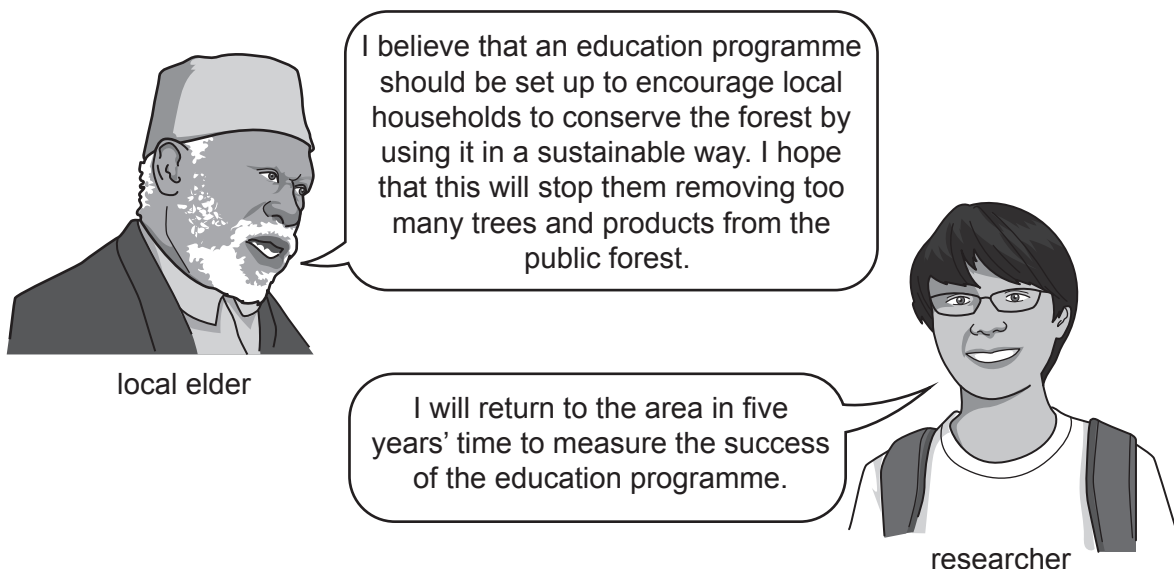 I believe that an education programme
should be set up to encourage local
households to conserve the forest by
using it in a sustainable way. I hope
that this will stop them removing too
many trees and products from the
public forest.
local elder
I will return to the area in five
years’ time to measure the success
of the education programme.
researcher